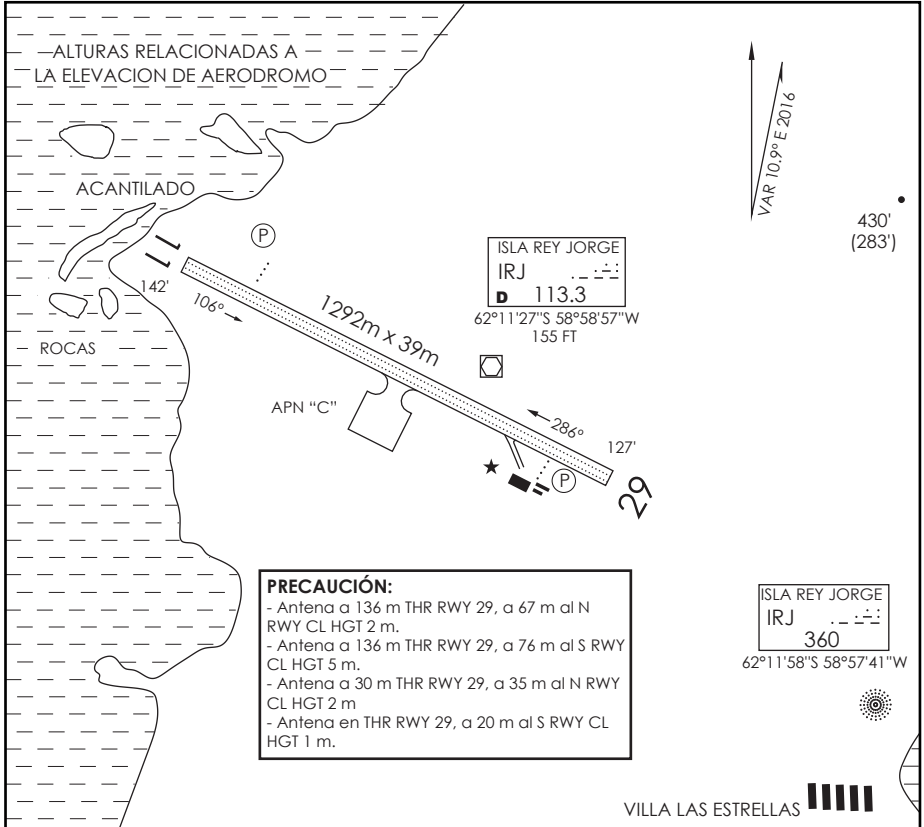 ALTURAS RELACIONADAS A
LA ELEVACION DE AERODROMO
VAR 10.9° E 2016
ACANTILADO
430'
(283')
P
ISLA REY JORGE
IRJ
D 113.3
62°11'27"S 58°58'57"W
155 FT
11
142'
106°
1292m x 39m
ROCAS
APN "C"
286°
127'
P
29
PRECAUCIÓN:
- Antena a 136 m THR RWY 29, a 67 m al N
RWY CL HGT 2 m.
- Antena a 136 m THR RWY 29, a 76 m al S RWY
CL HGT 5 m.
- Antena a 30 m THR RWY 29, a 35 m al N RWY
CL HGT 2 m
- Antena en THR RWY 29, a 20 m al S RWY CL
HGT 1 m.
ISLA REY JORGE
IRJ
360
62°11'58"S 58°57'41"W
VILLA LAS ESTRELLAS